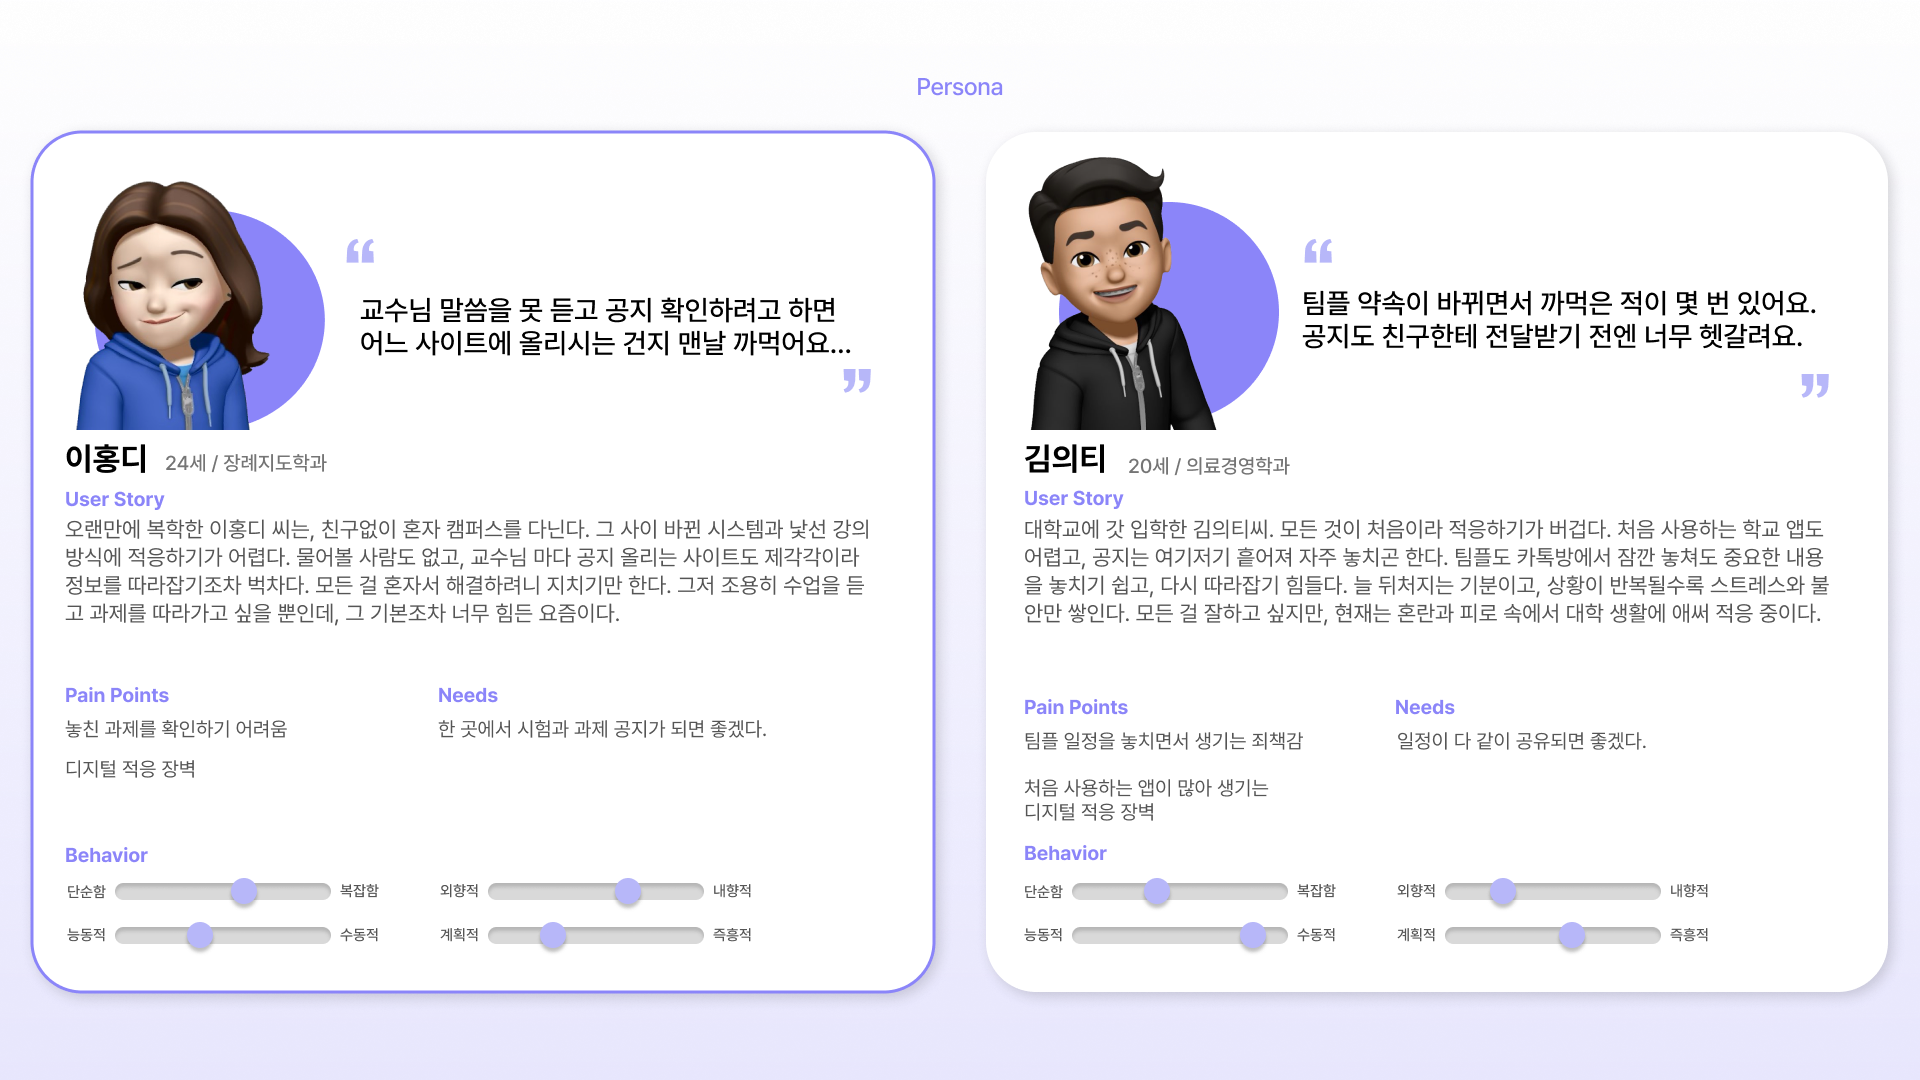 Persona
“
교수님 말씀을 못 듣고 공지 확인하려고 하면
어느 사이트에 올리시는 건지 맨날 까먹어요...
”
이홍디 24세 / 장례지도학과
User Story
오랜만에 복학한 이홍디 씨는, 친구없이 혼자 캠퍼스를 다닌다. 그 사이 바뀐 시스템과 낯선 강의
방식에 적응하기가 어렵다. 물어볼 사람도 없고, 교수님 마다 공지 올리는 사이트도 제각각이라
정보를 따라잡기조차 벅차다. 모든 걸 혼자서 해결하려니 지치기만 한다. 그저 조용히 수업을 듣
고 과제를 따라가고 싶을 뿐인데, 그 기본조차 너무 힘든 요즘이다.
Pain Points
놓친 과제를 확인하기 어려움
디지털 적응 장벽
Needs
한 곳에서 시험과 과제 공지가 되면 좋겠다.
Behavior
단순함 복잡함 외향적 내향적
능동적 수동적 계획적 즉흥적
“
팀플 약속이 바뀌면서 까먹은 적이 몇 번 있어요.
공지도 친구한테 전달받기 전엔 너무 헷갈려요.
”
김의티 20세 / 의료경영학과
User Story
대학교에 갓 입학한 김의티씨. 모든 것이 처음이라 적응하기가 버겁다. 처음 사용하는 학교 앱도
어렵고, 공지는 여기저기 흩어져 자주 놓치곤 한다. 팀플도 카톡방에서 잠깐 놓쳐도 중요한 내용
을 놓치기 쉽고, 다시 따라잡기 힘들다. 늘 뒤처지는 기분이고, 상황이 반복될수록 스트레스와 불
안만 쌓인다. 모든 걸 잘하고 싶지만, 현재는 혼란과 피로 속에서 대학 생활에 애써 적응 중이다.
Pain Points
팀플 일정을 놓치면서 생기는 죄책감
처음 사용하는 앱이 많아 생기는
디지털 적응 장벽
Needs
일정이 다 같이 공유되면 좋겠다.
Behavior
단순함 복잡함 외향적 내향적
능동적 수동적 계획적 즉흥적